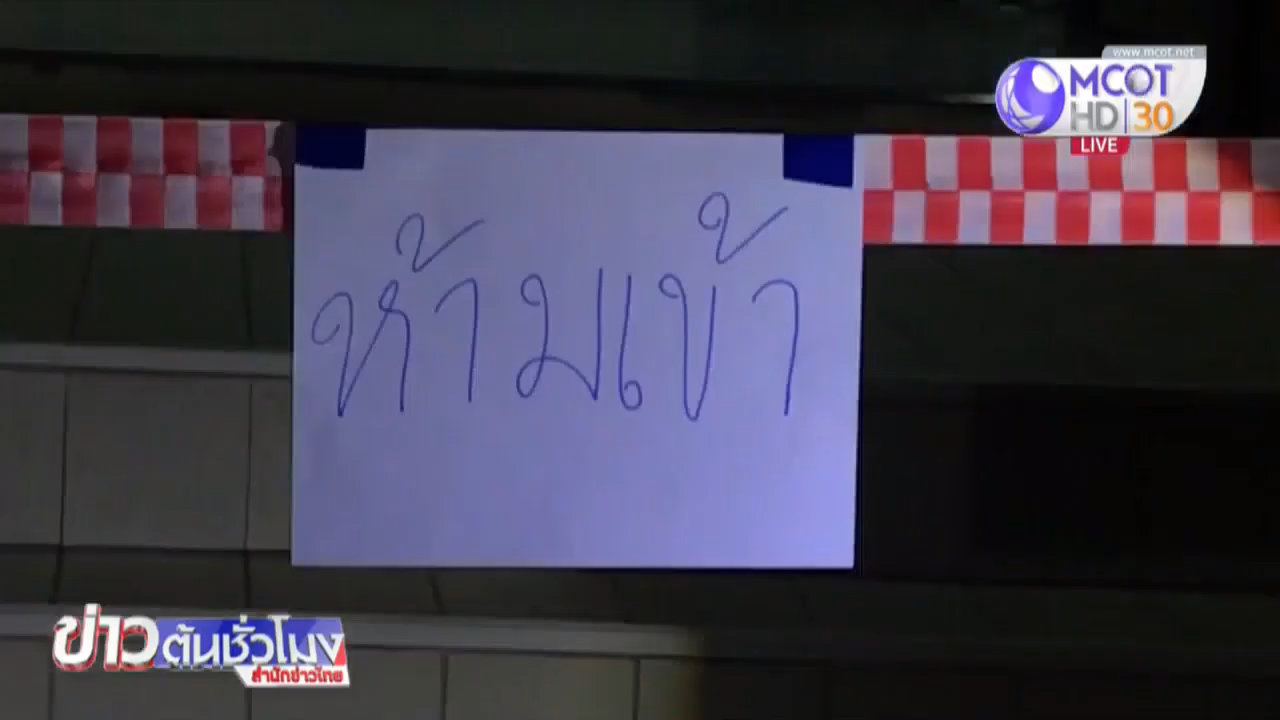 www.mcot.net
MCOT
HD 30
LIVE
ห้ามเข้า
ข่าวต้นชั่วโมง
สำนักข่าวไทย